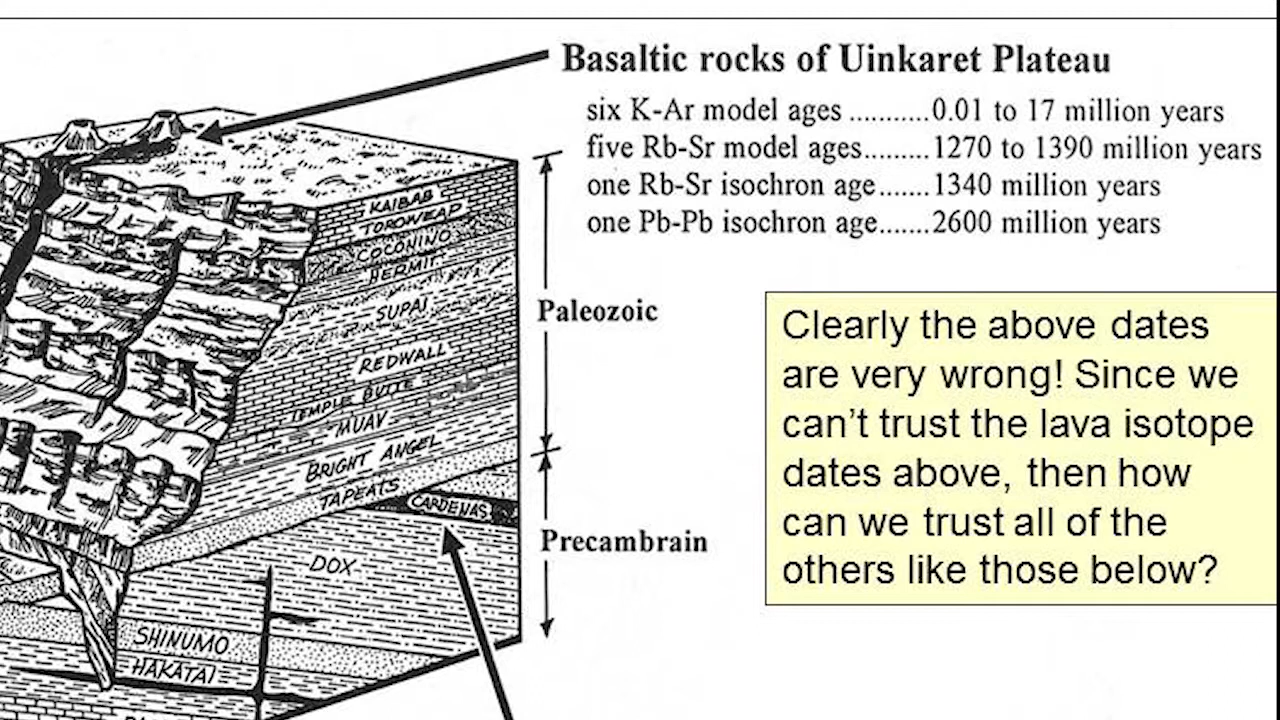 Basaltic rocks of Uinkaret Plateau
six K-Ar model ages ...........0.01 to 17 million years
five Rb-Sr model ages.........1270 to 1390 million years
one Rb-Sr isochron age.......1340 million years
one Pb-Pb isochron age.......2600 million years
KAIBAB
TOROWEAP
COCONINO
HERMIT
SUPAI
REDWALL
TEMPLE BUTTE
MUAV
BRIGHT ANGEL
TAPEATS
CARDENAS
DOX
SHINUMO
HAKATAI
Paleozoic
Precambrain
Clearly the above dates
are very wrong! Since we
can’t trust the lava isotope
dates above, then how
can we trust all of the
others like those below?